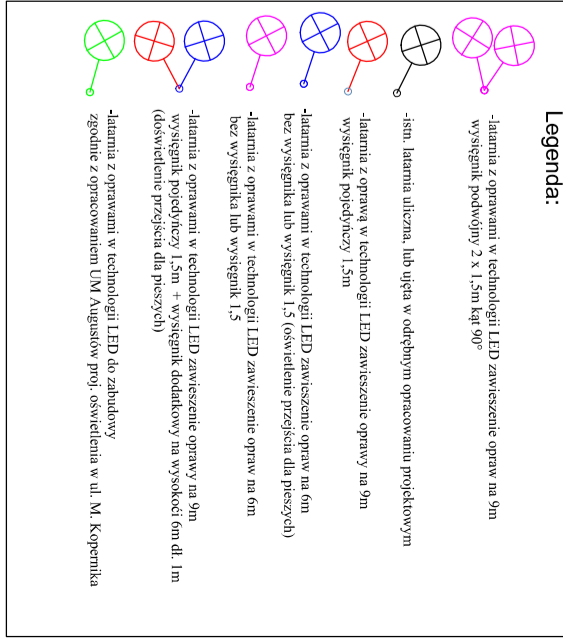 Legenda:
-latarnia z oprawami w technologii LED zawieszenie opraw na 9m
wysięgnik podwójny 2 x 1,5m kąt 90°
-istn. latarnia uliczna, lub ujęta w odrębnym opracowaniu projektowym
-latarnia z oprawą w technologii LED zawieszenie oprawy na 9m
wysięgnik pojedyńczy 1,5m
-latarnia z oprawami w technologii LED zawieszenie opraw na 6m
bez wysięgnika lub wysięgnik 1,5 (oświetlenie przejścia dla pieszych)
-latarnia z oprawami w technologii LED zawieszenie opraw na 6m
bez wysięgnika lub wysięgnik 1,5
-latarnia z oprawami w technologii LED zawieszenie oprawy na 9m
wysięgnik pojedyńczy 1,5m + wysięgnik dodatkowy na wysokoći 6m dł. 1m
(doświetlenie przejścia dla pieszych)
-latarnia z oprawami w technologii LED do zabudowy
zgodnie z opracowaniem UM Augustów proj. oświetlenia w ul. M. Kopernika